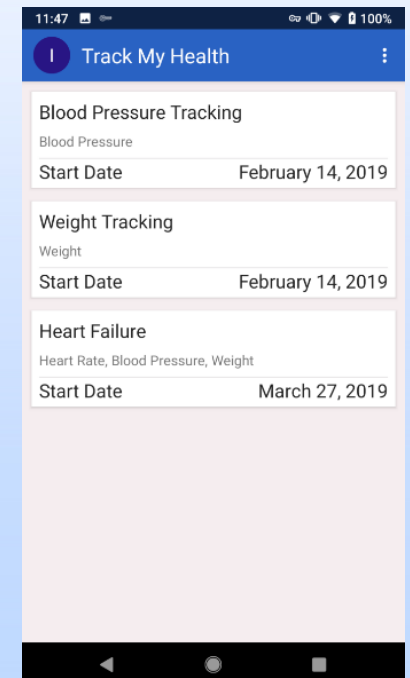 11:47 100%
I Track My Health
Blood Pressure Tracking
Blood Pressure
Start Date February 14, 2019
Weight Tracking
Weight
Start Date February 14, 2019
Heart Failure
Heart Rate, Blood Pressure, Weight
Start Date March 27, 2019